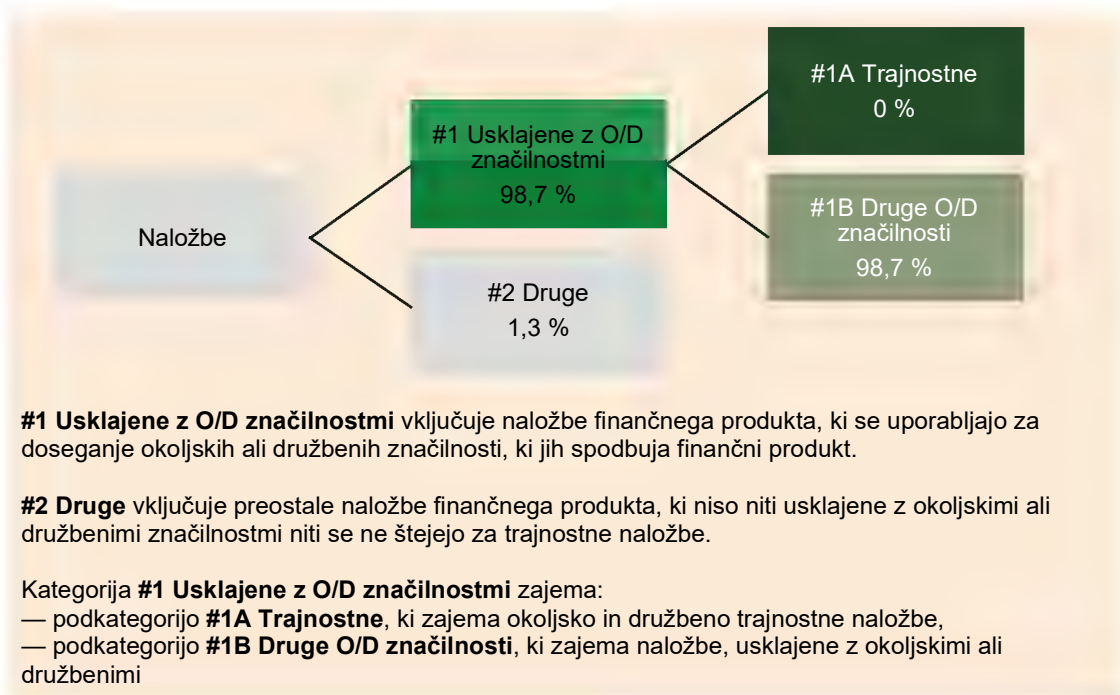 Naložbe
#1 Usklajene z O/D
značilnostmi
98,7 %
#2 Druge
1,3 %
#1A Trajnostne
0 %
#1B Druge O/D
značilnosti
98,7 %
#1 Usklajene z O/D značilnostmi vključuje naložbe finančnega produkta, ki se uporabljajo za
doseganje okoljskih ali družbenih značilnosti, ki jih spodbuja finančni produkt.
#2 Druge vključuje preostale naložbe finančnega produkta, ki niso niti usklajene z okoljskimi ali
družbenimi značilnostmi niti se ne štejejo za trajnostne naložbe.
Kategorija #1 Usklajene z O/D značilnostmi zajema:
— podkategorijo #1A Trajnostne, ki zajema okoljsko in družbeno trajnostne naložbe,
— podkategorijo #1B Druge O/D značilnosti, ki zajema naložbe, usklajene z okoljskimi ali
družbenimi